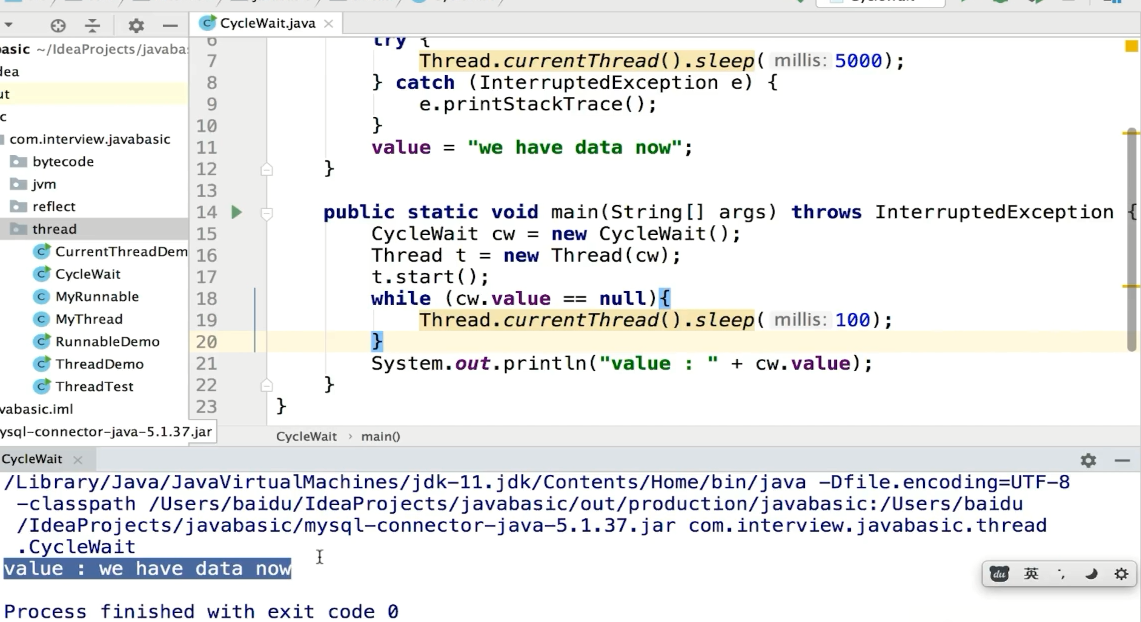 CycleWait.java
asic ~/IdeaProjects/javaba
dea
ut
c
com.interview.javabasic
bytecode
jvm
reflect
thread
CurrentThreadDem
CycleWait
MyRunnable
MyThread
RunnableDemo
ThreadDemo
ThreadTest
vabasic.iml
ysql-connector-java-5.1.37.jar
6 try {
7 Thread.currentThread().sleep( millis: 5000);
8 } catch (InterruptedException e) {
9 e.printStackTrace();
10 }
11 value = "we have data now";
12 }
13
14 public static void main(String[] args) throws InterruptedException {
15 CycleWait cw = new CycleWait();
16 Thread t = new Thread(cw);
17 t.start();
18 while (cw.value == null){
19 Thread.currentThread().sleep( millis: 100);
20 }
21 System.out.println("value : " + cw.value);
22 }
23 }
CycleWait › main()
CycleWait
/Library/Java/JavaVirtualMachines/jdk-11.jdk/Contents/Home/bin/java -Dfile.encoding=UTF-8
-classpath /Users/baidu/IdeaProjects/javabasic/out/production/javabasic:/Users/baidu
/IdeaProjects/javabasic/mysql-connector-java-5.1.37.jar com.interview.javabasic.thread
.CycleWait
value : we have data now
du 英
Process finished with exit code 0